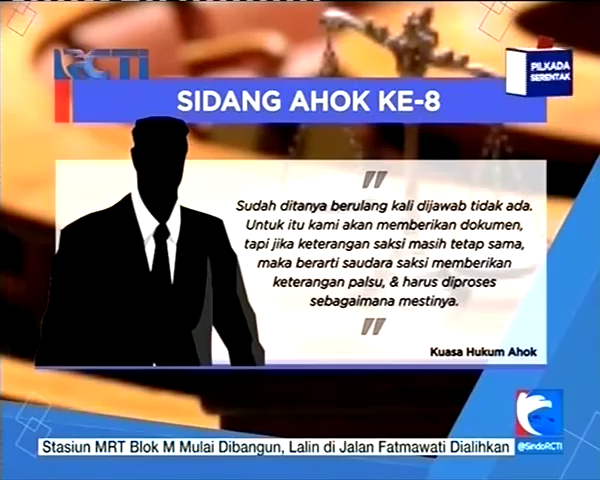 RCTI
PILKADA
SERENTAK
SIDANG AHOK KE-8
"
Sudah ditanya berulang kali dijawab tidak ada.
Untuk itu kami akan memberikan dokumen,
tapi jika keterangan saksi masih tetap sama,
maka berarti saudara saksi memberikan
keterangan palsu, & harus diproses
sebagaimana mestinya.
"
Kuasa Hukum Ahok
Stasiun MRT Blok M Mulai Dibangun, Lalin di Jalan Fatmawati Dialihkan
@SindoRCTI